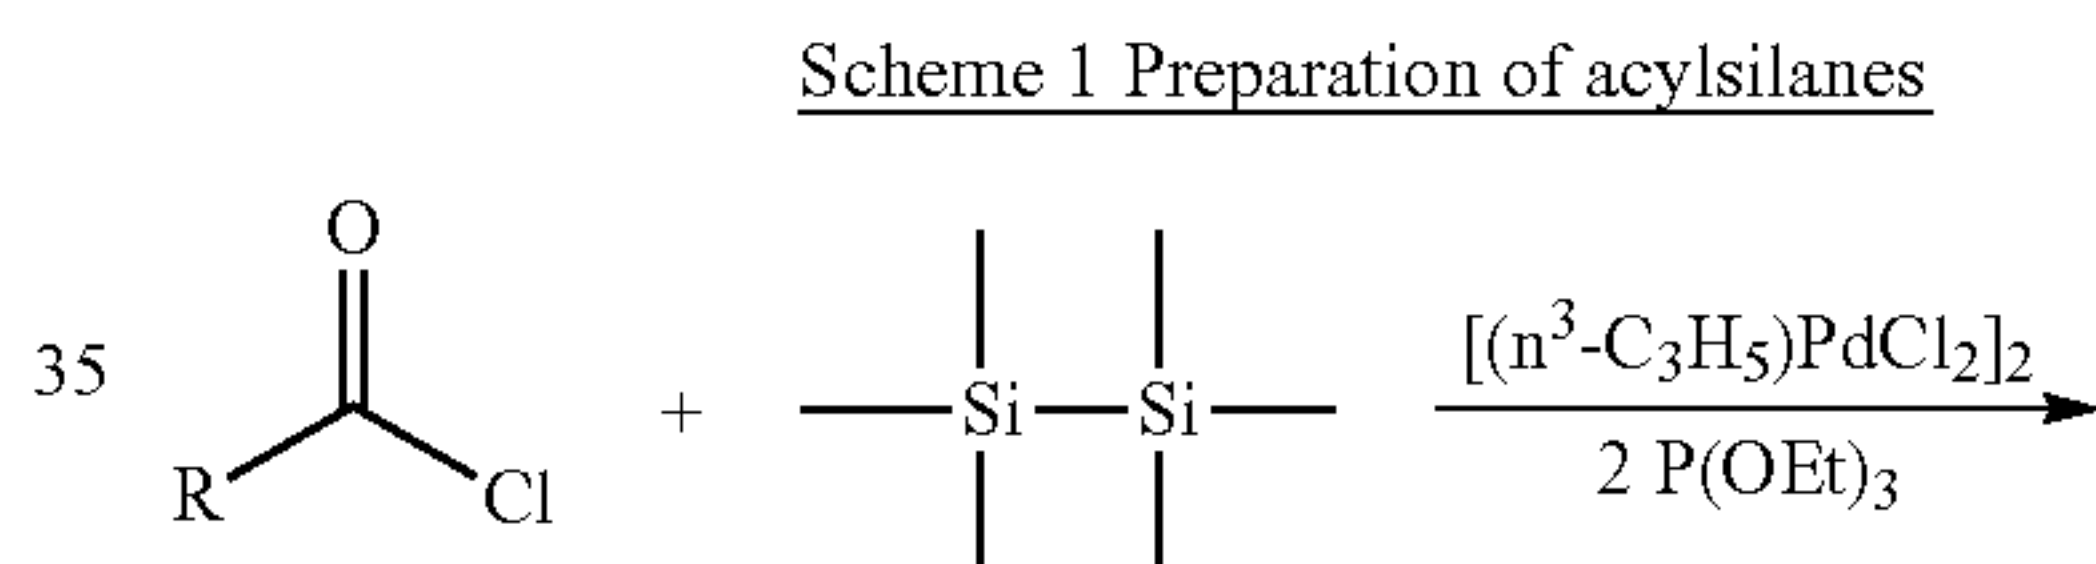 Scheme 1 Preparation of acylsilanes
O
[(n³-C₃H₅)PdCl₂]₂
35
+
Si
Si
2 P(OEt)₃
R
Cl